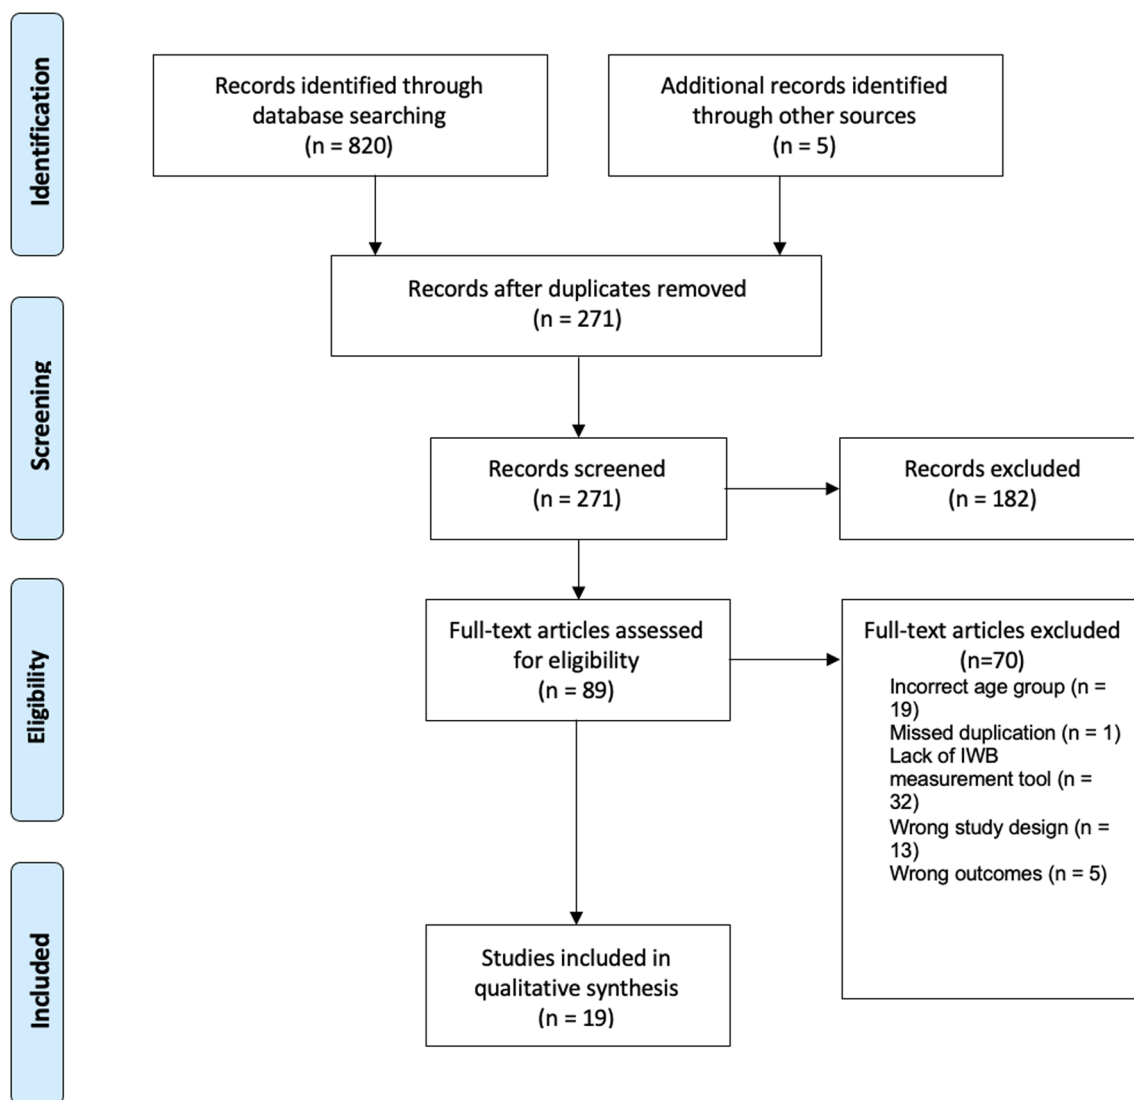 Identification
Records identified through
database searching
(n = 820)
Additional records identified
through other sources
(n = 5)
Records after duplicates removed
(n = 271)
Screening
Records screened
(n = 271)
Records excluded
(n = 182)
Eligibility
Full-text articles assessed
for eligibility
(n = 89)
Full-text articles excluded
(n=70)
Incorrect age group (n =
19)
Missed duplication (n = 1)
Lack of IWB
measurement tool (n =
32)
Wrong study design (n =
13)
Wrong outcomes (n = 5)
Included
Studies included in
qualitative synthesis
(n = 19)